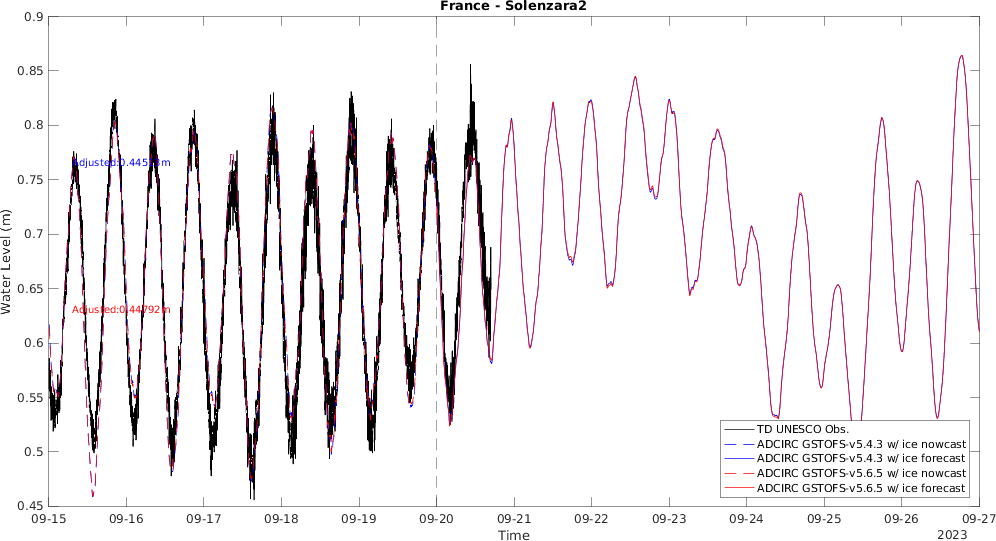 France - Solenzara2
0.9
0.85
0.8
0.75
0.7
0.65
0.6
0.55
0.5
0.45
Water Level (m)
Adjusted:0.44792m
TD UNESCO Obs.
ADCIRC GSTOFS-v5.4.3 w/ ice nowcast
ADCIRC GSTOFS-v5.4.3 w/ ice forecast
ADCIRC GSTOFS-v5.6.5 w/ ice nowcast
ADCIRC GSTOFS-v5.6.5 w/ ice forecast
09-15 09-16 09-17 09-18 09-19 09-20 09-21 09-22 09-23 09-24 09-25 09-26 09-27
Time
2023